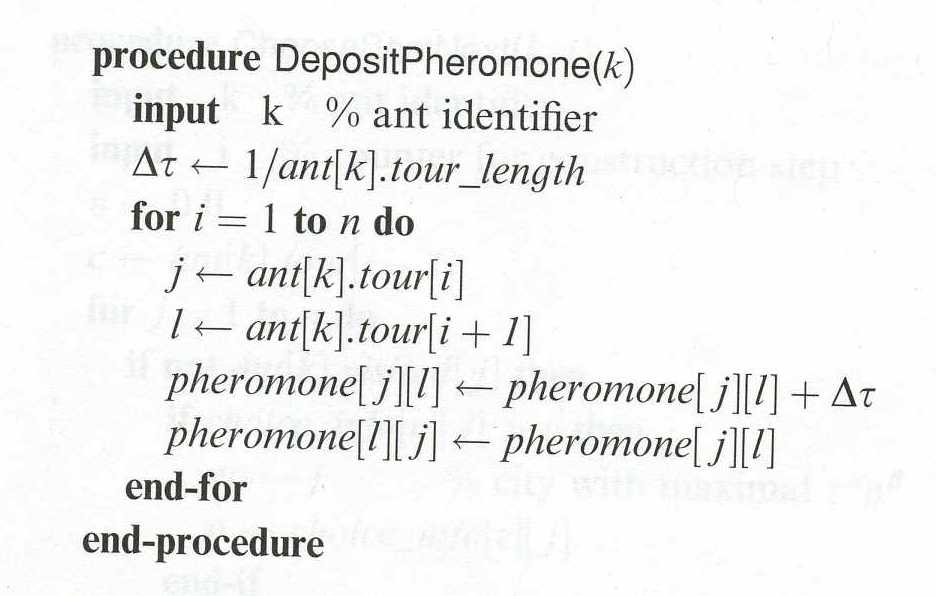 procedure DepositPheromone(k)
input k % ant identifier
Δτ ← 1/ant[k].tour_length
for i = 1 to n do
j ← ant[k].tour[i]
l ← ant[k].tour[i + 1]
pheromone[j][l] ← pheromone[j][l] + Δτ
pheromone[l][j] ← pheromone[j][l]
end-for
end-procedure